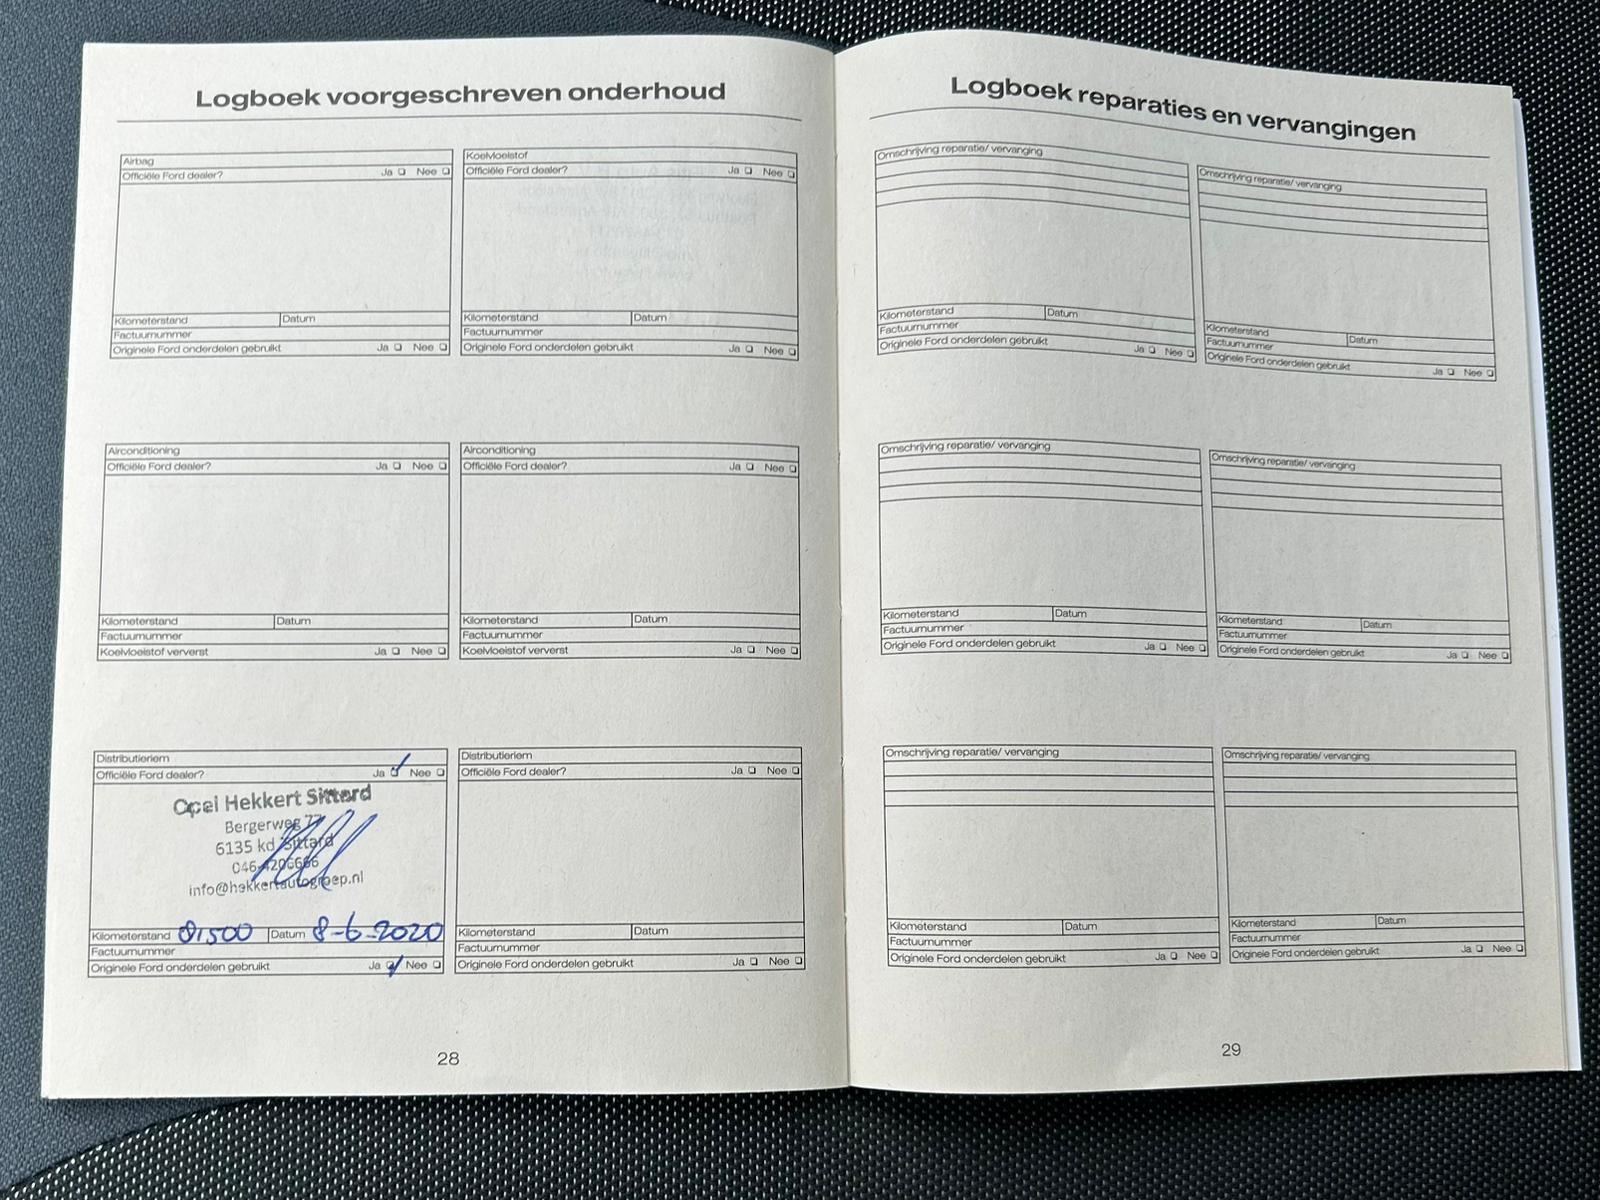 Logboek voorgeschreven onderhoud
Airbag
Officiële Ford dealer? Ja Nee
Kilometerstand Datum
Factuurnummer
Originele Ford onderdelen gebruikt Ja Nee
Koelvloeistof
Officiële Ford dealer? Ja Nee
Kilometerstand Datum
Factuurnummer
Originele Ford onderdelen gebruikt Ja Nee
Airconditioning
Officiële Ford dealer? Ja Nee
Kilometerstand Datum
Factuurnummer
Koelvloeistof ververst Ja Nee
Airconditioning
Officiële Ford dealer? Ja Nee
Kilometerstand Datum
Factuurnummer
Koelvloeistof ververst Ja Nee
Distributieriem
Officiële Ford dealer? Ja Nee
Opel Hekkert Sittard
Bergerweg 77
6135 kd Sittard
046-4206666
info@hekkertautogroep.nl
Kilometerstand 81500 Datum 8-6-2020
Factuurnummer
Originele Ford onderdelen gebruikt Ja Nee
Distributieriem
Officiële Ford dealer? Ja Nee
Kilometerstand Datum
Factuurnummer
Originele Ford onderdelen gebruikt Ja Nee
28
Logboek reparaties en vervangingen
Omschrijving reparatie/ vervanging
Kilometerstand Datum
Factuurnummer
Originele Ford onderdelen gebruikt Ja Nee
Omschrijving reparatie/ vervanging
Kilometerstand Datum
Factuurnummer
Originele Ford onderdelen gebruikt Ja Nee
Omschrijving reparatie/ vervanging
Kilometerstand Datum
Factuurnummer
Originele Ford onderdelen gebruikt Ja Nee
Omschrijving reparatie/ vervanging
Kilometerstand Datum
Factuurnummer
Originele Ford onderdelen gebruikt Ja Nee
Omschrijving reparatie/ vervanging
Kilometerstand Datum
Factuurnummer
Originele Ford onderdelen gebruikt Ja Nee
Omschrijving reparatie/ vervanging
Kilometerstand Datum
Factuurnummer
Originele Ford onderdelen gebruikt Ja Nee
29